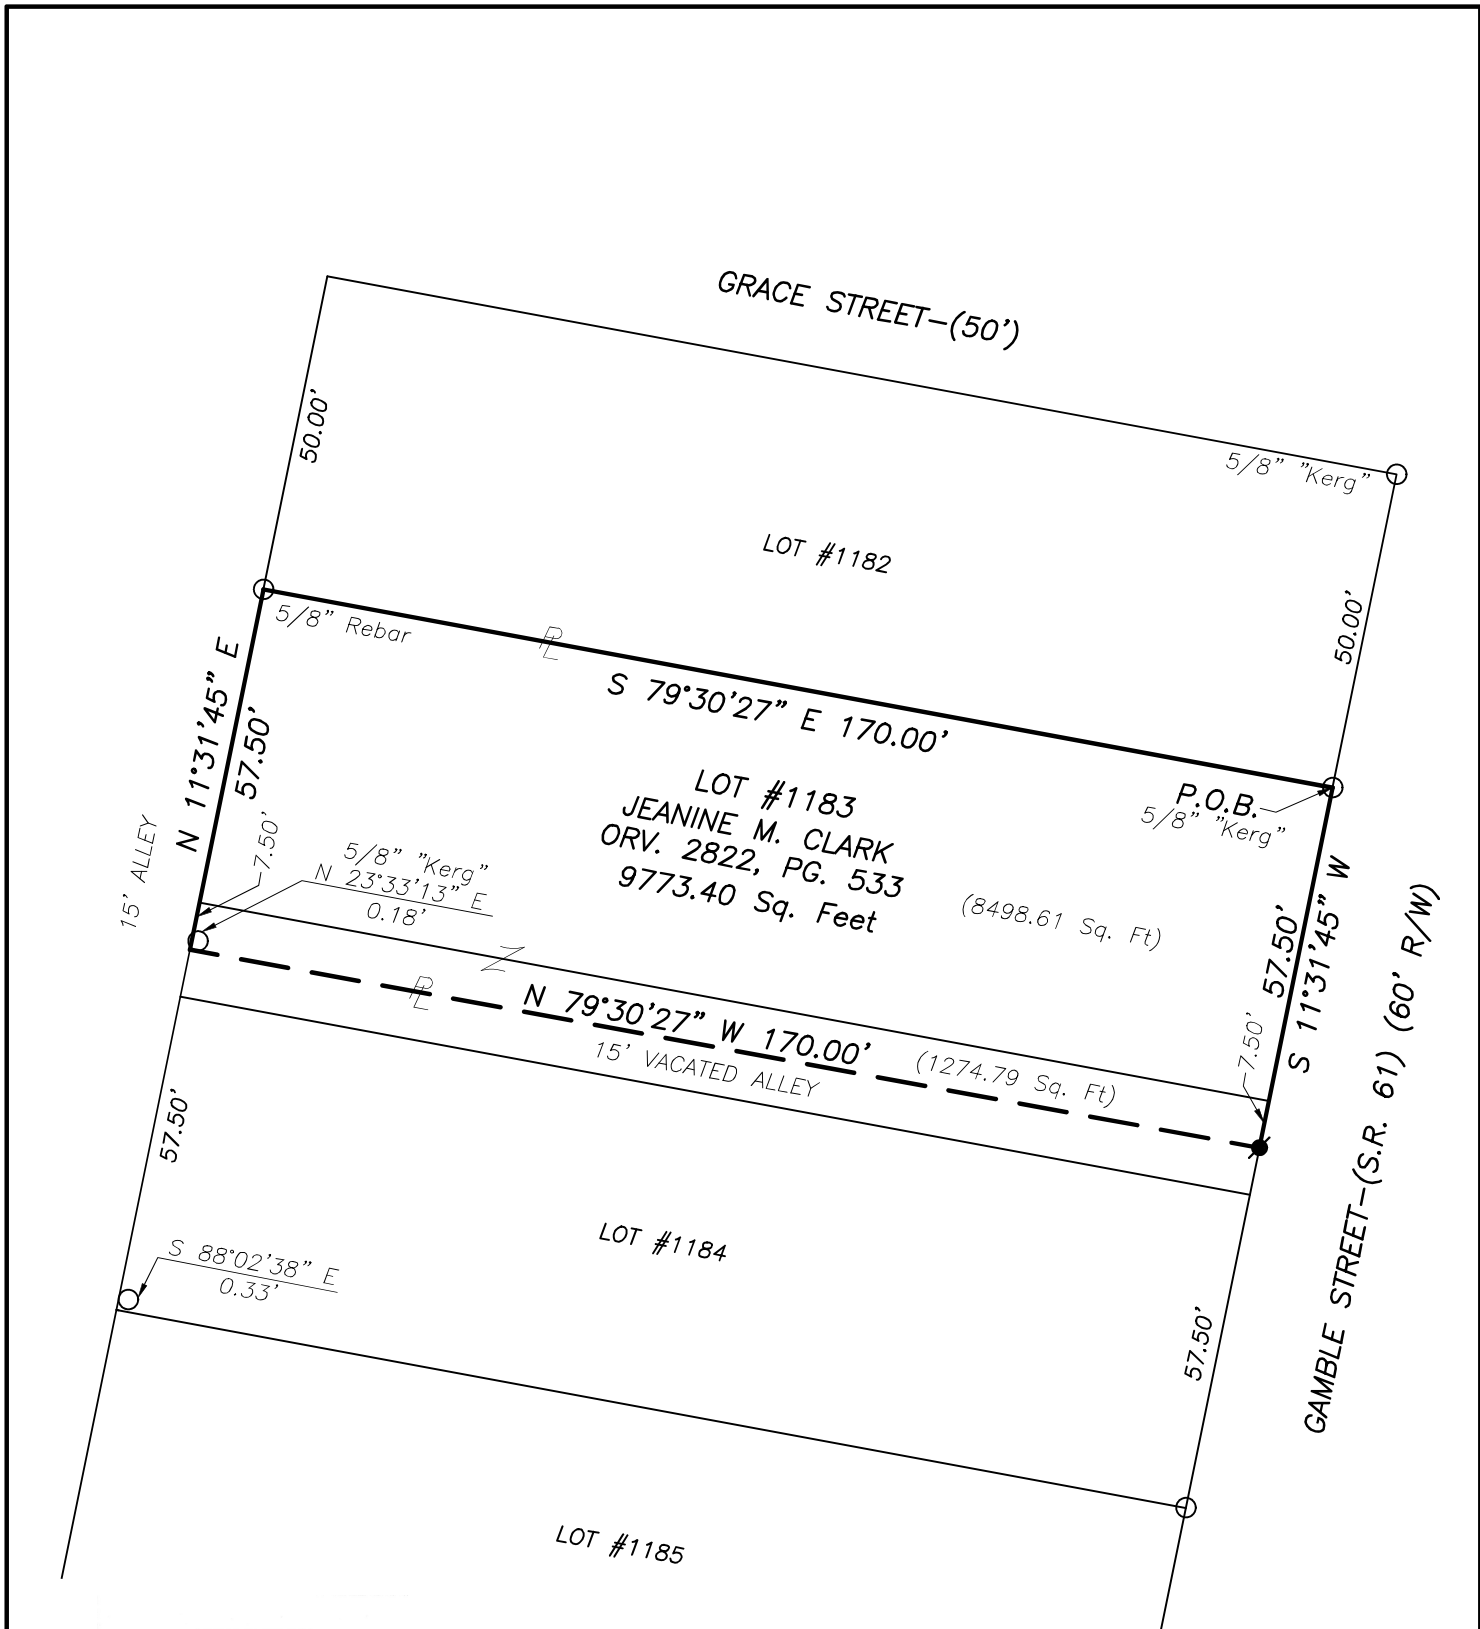 GRACE STREET-(50')
50.00'
5/8" "Kerg"
LOT #1182
5/8" Rebar
50.00'
PL
S 79°30'27" E 170.00'
N 11°31'45" E
57.50'
LOT #1183
JEANINE M. CLARK
ORV. 2822, PG. 533
9773.40 Sq. Feet
(8498.61 Sq. Ft)
P.O.B.
5/8" "Kerg"
15' ALLEY
7.50'
5/8" "Kerg"
N 23°33'13" E
0.18'
57.50'
S 11°31'45" W
Z
PL
N 79°30'27" W 170.00'
15' VACATED ALLEY
(1274.79 Sq. Ft)
7.50'
GAMBLE STREET-(S.R. 61) (60' R/W)
57.50'
LOT #1184
S 88°02'38" E
0.33'
57.50'
LOT #1185